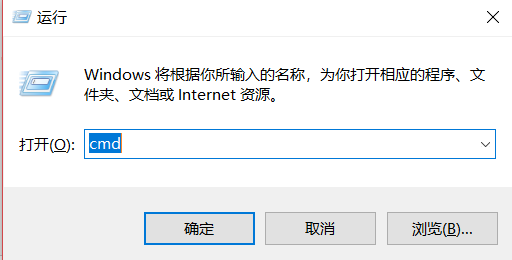 运行
Windows 将根据你所输入的名称，为你打开相应的程序、文
件夹、文档或 Internet 资源。
打开(O): cmd
确定 取消 浏览(B)...